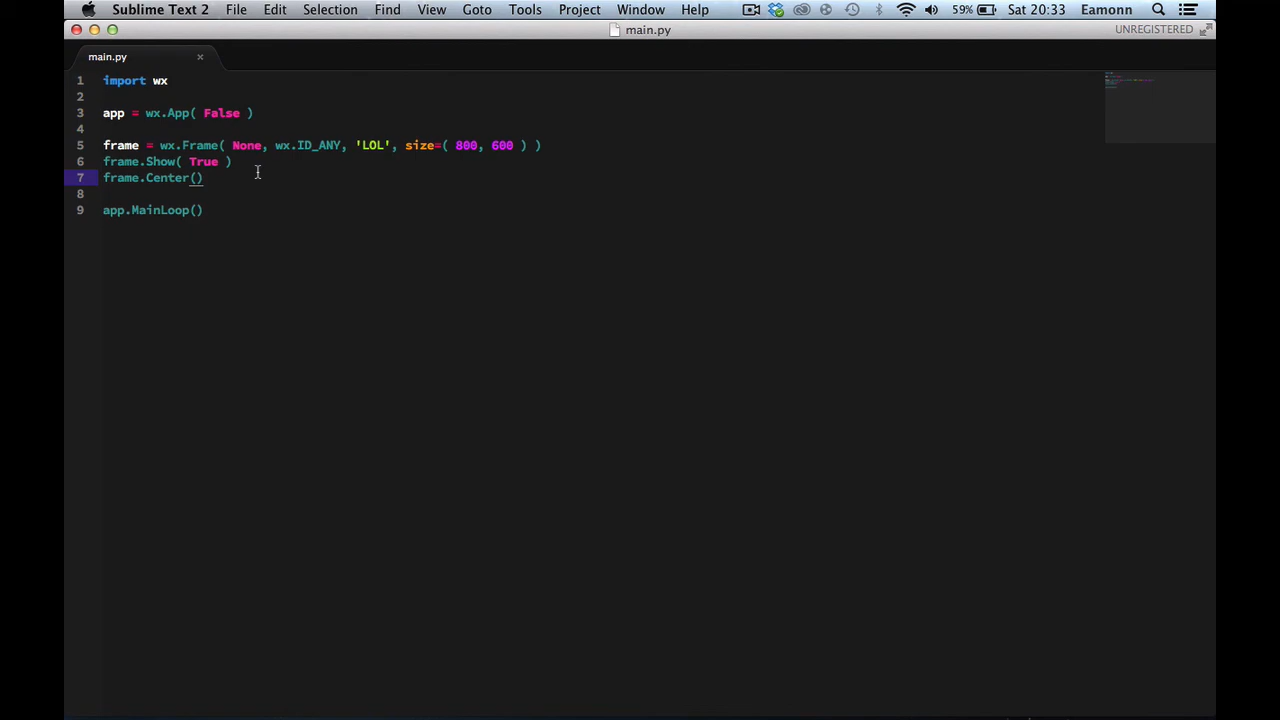 Sublime Text 2 File Edit Selection Find View Goto Tools Project Window Help 59% Sat 20:33 Eamonn
main.py UNREGISTERED
main.py
1 import wx
2
3 app = wx.App( False )
4
5 frame = wx.Frame( None, wx.ID_ANY, 'LOL', size=( 800, 600 ) )
6 frame.Show( True )
7 frame.Center()
8
9 app.MainLoop()